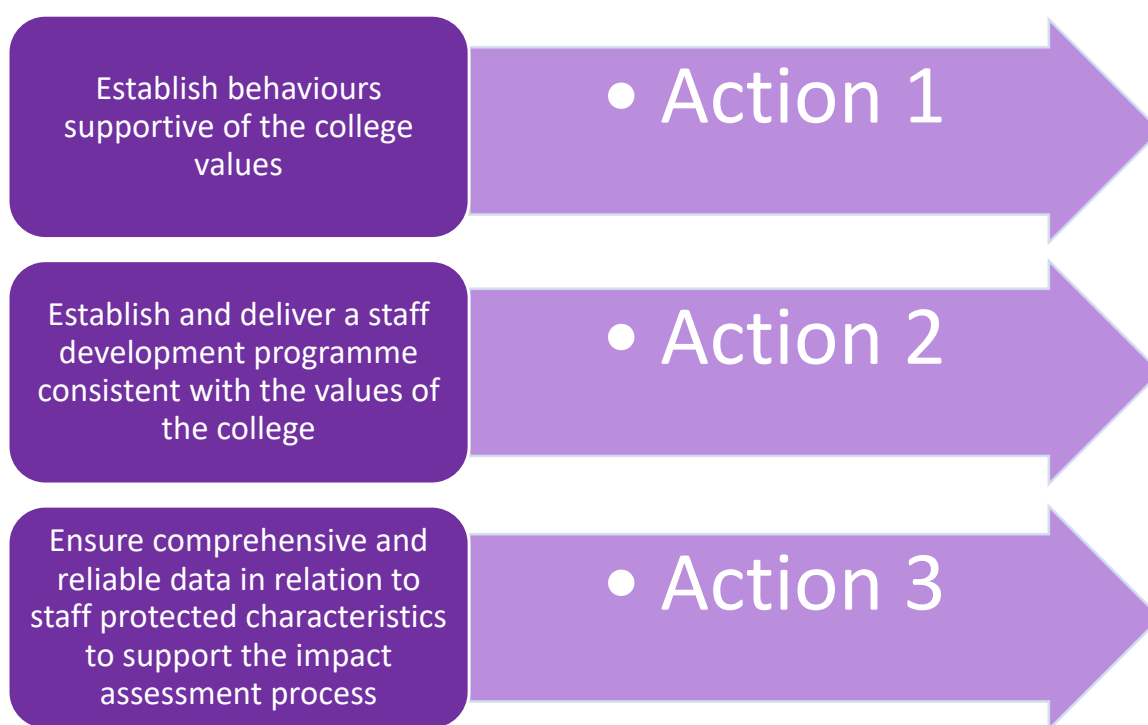 Establish behaviours
supportive of the college
values
• Action 1
Establish and deliver a staff
development programme
consistent with the values of
the college
• Action 2
Ensure comprehensive and
reliable data in relation to
staff protected characteristics
to support the impact
assessment process
• Action 3